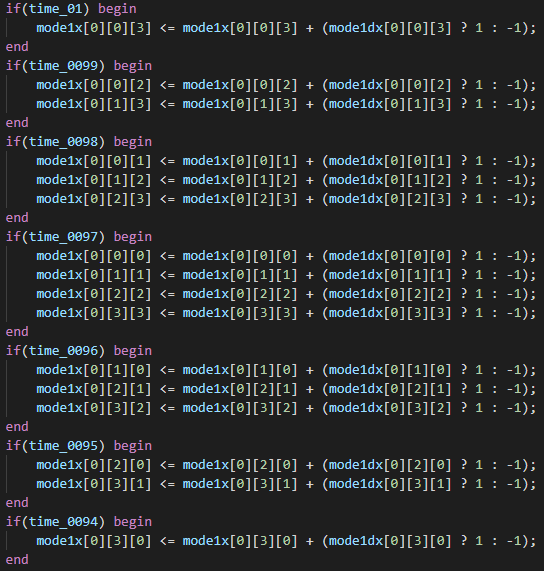 if(time_01) begin
    mode1x[0][0][3] <= mode1x[0][0][3] + (mode1dx[0][0][3] ? 1 : -1);
end
if(time_0099) begin
    mode1x[0][0][2] <= mode1x[0][0][2] + (mode1dx[0][0][2] ? 1 : -1);
    mode1x[0][1][3] <= mode1x[0][1][3] + (mode1dx[0][1][3] ? 1 : -1);
end
if(time_0098) begin
    mode1x[0][0][1] <= mode1x[0][0][1] + (mode1dx[0][0][1] ? 1 : -1);
    mode1x[0][1][2] <= mode1x[0][1][2] + (mode1dx[0][1][2] ? 1 : -1);
    mode1x[0][2][3] <= mode1x[0][2][3] + (mode1dx[0][2][3] ? 1 : -1);
end
if(time_0097) begin
    mode1x[0][0][0] <= mode1x[0][0][0] + (mode1dx[0][0][0] ? 1 : -1);
    mode1x[0][1][1] <= mode1x[0][1][1] + (mode1dx[0][1][1] ? 1 : -1);
    mode1x[0][2][2] <= mode1x[0][2][2] + (mode1dx[0][2][2] ? 1 : -1);
    mode1x[0][3][3] <= mode1x[0][3][3] + (mode1dx[0][3][3] ? 1 : -1);
end
if(time_0096) begin
    mode1x[0][1][0] <= mode1x[0][1][0] + (mode1dx[0][1][0] ? 1 : -1);
    mode1x[0][2][1] <= mode1x[0][2][1] + (mode1dx[0][2][1] ? 1 : -1);
    mode1x[0][3][2] <= mode1x[0][3][2] + (mode1dx[0][3][2] ? 1 : -1);
end
if(time_0095) begin
    mode1x[0][2][0] <= mode1x[0][2][0] + (mode1dx[0][2][0] ? 1 : -1);
    mode1x[0][3][1] <= mode1x[0][3][1] + (mode1dx[0][3][1] ? 1 : -1);
end
if(time_0094) begin
    mode1x[0][3][0] <= mode1x[0][3][0] + (mode1dx[0][3][0] ? 1 : -1);
end